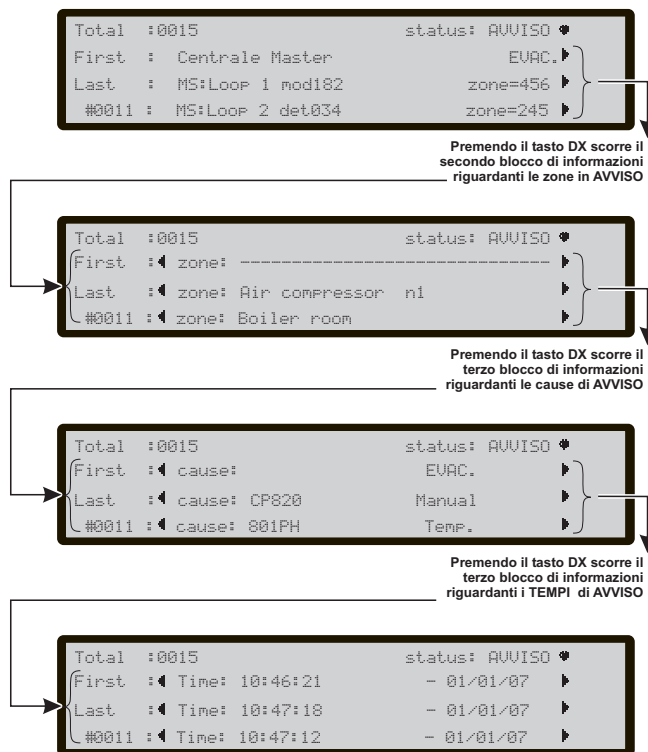 Total :0015 status: AVVISO
First : Centrale Master EVAC.
Last : MS:Loop 1 mod182 zone=456
#0011 : MS:Loop 2 det034 zone=245
Premendo il tasto DX scorre il
secondo blocco di informazioni
riguardanti le zone in AVVISO
Total :0015 status: AVVISO
First : zone: ------------------------------
Last : zone: Air compressor n1
#0011 : zone: Boiler room
Premendo il tasto DX scorre il
terzo blocco di informazioni
riguardanti le cause di AVVISO
Total :0015 status: AVVISO
First : cause: EVAC.
Last : cause: CP820 Manual
#0011 : cause: 801PH Temp.
Premendo il tasto DX scorre il
terzo blocco di informazioni
riguardanti i TEMPI di AVVISO
Total :0015 status: AVVISO
First : Time: 10:46:21 - 01/01/07
Last : Time: 10:47:18 - 01/01/07
#0011 : Time: 10:47:12 - 01/01/07